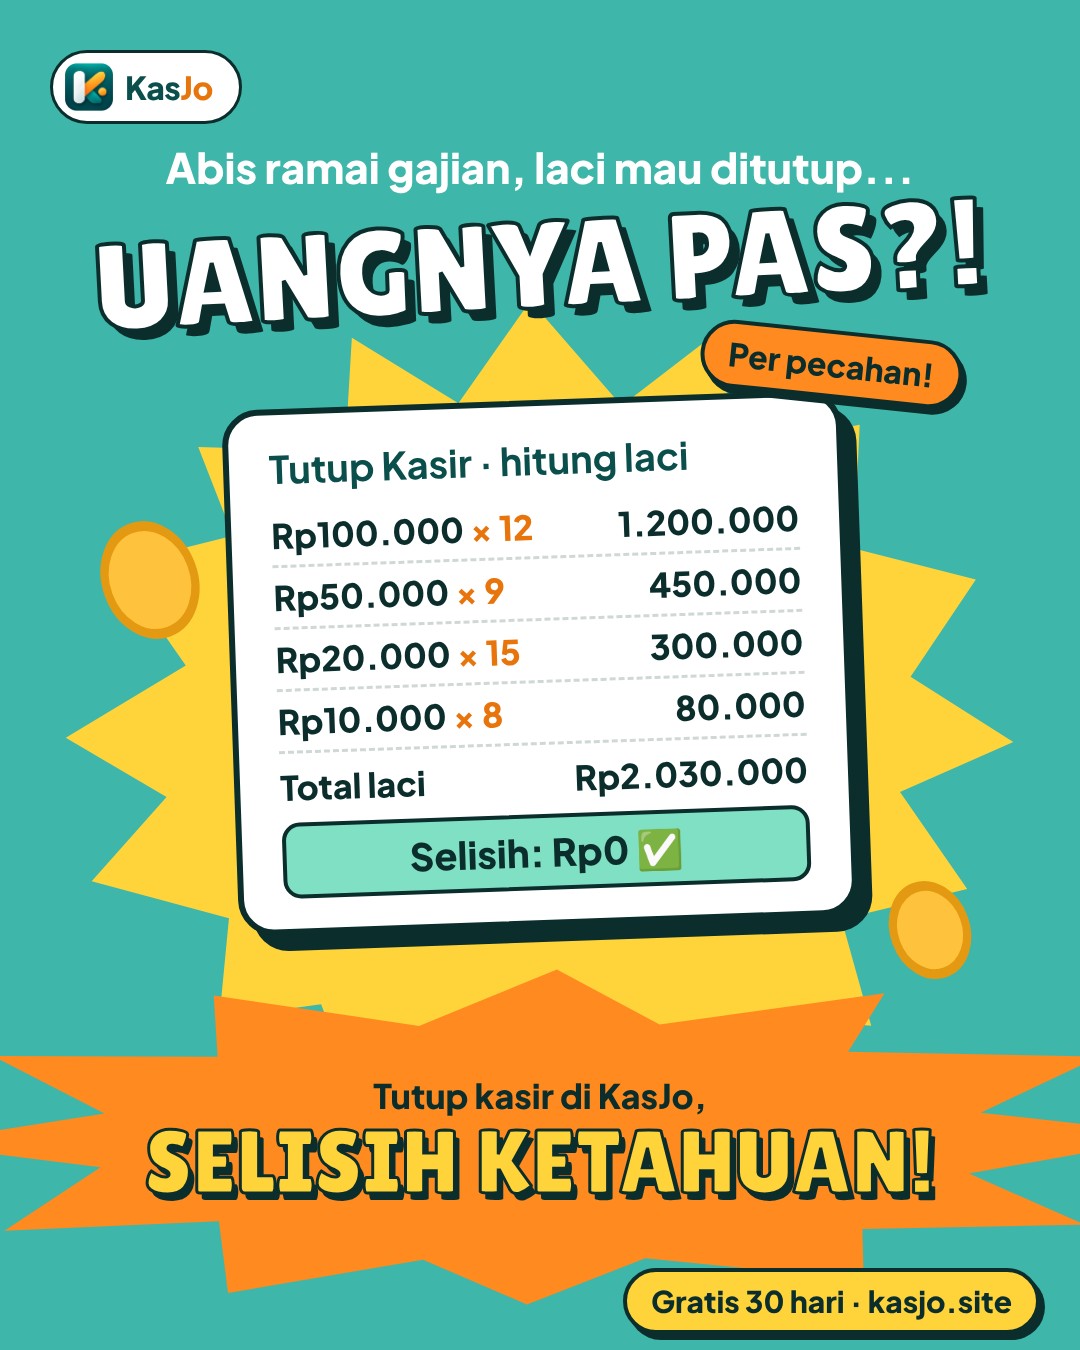 KasJo
Abis ramai gajian, laci mau ditutup...
UANGNYA PAS?!
Per pecahan!
Tutup Kasir · hitung laci
Rp100.000 × 12 1.200.000
Rp50.000 × 9 450.000
Rp20.000 × 15 300.000
Rp10.000 × 8 80.000
Total laci Rp2.030.000
Selisih: Rp0 ✅
Tutup kasir di KasJo,
SELISIH KETAHUAN!
Gratis 30 hari · kasjo.site